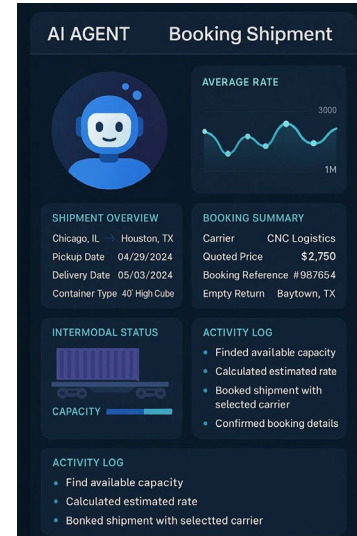 AI AGENT Booking Shipment
AVERAGE RATE
3000
1M
SHIPMENT OVERVIEW
Chicago, IL → Houston, TX
Pickup Date 04/29/2024
Delivery Date 05/03/2024
Container Type 40' High Cube
BOOKING SUMMARY
Carrier CNC Logistics
Quoted Price $2,750
Booking Reference #987654
Empty Return Baytown, TX
INTERMODAL STATUS
CAPACITY
ACTIVITY LOG
• Finded available capacity
• Calculated estimated rate
• Booked shipment with
selected carrier
• Confirmed booking details
ACTIVITY LOG
• Find available capacity
• Calculated estimated rate
• Bonked shipment with selectted carrier